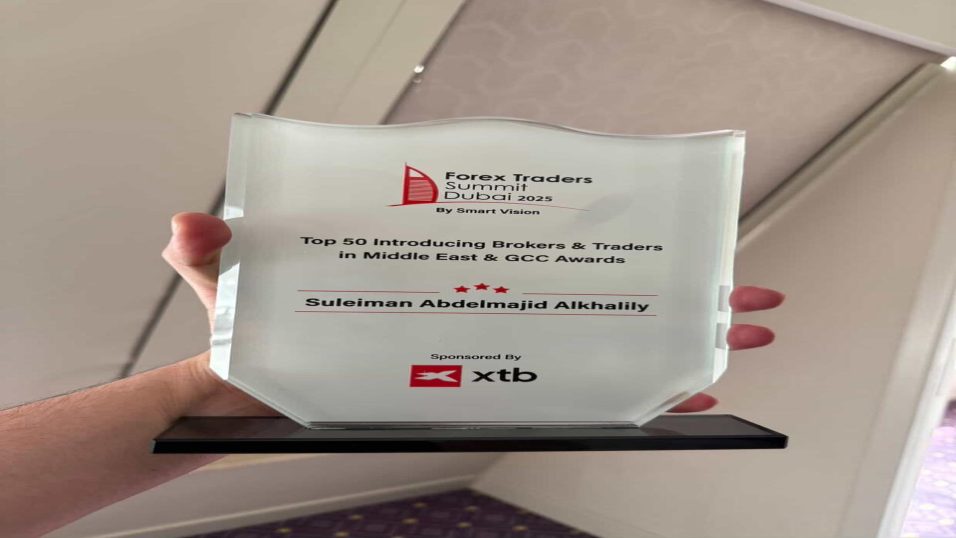 Forex Traders
Summit
Dubai 2025
By Smart Vision
Top 50 Introducing Brokers & Traders
in Middle East & GCC Awards
Suleiman Abdelmajid Alkhalily
Sponsored By
xtb